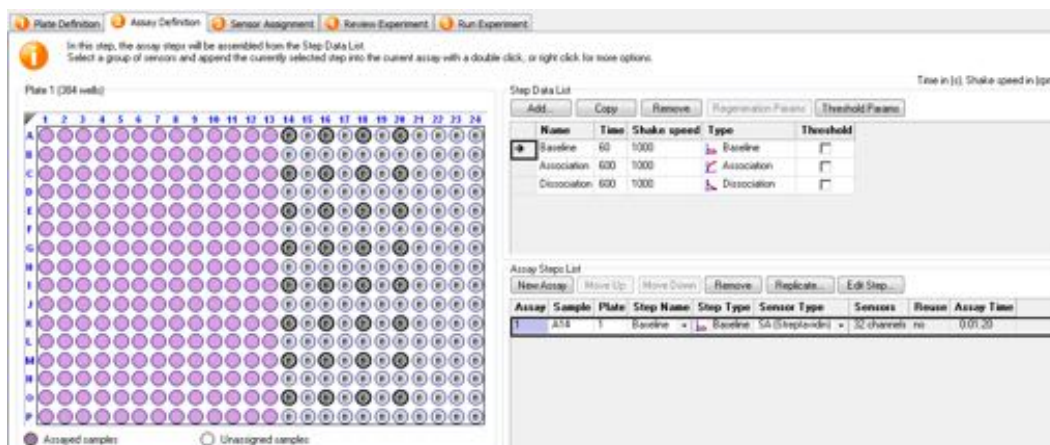 Plate Definition Assay Definition Sensor Assignment Review Experiment Run Experiment
In this step, the assay steps will be assembled from the Step Data List.
Select a group of sensors and append the currently selected step into the current assay with a double click, or right click for more options.
Time in (s), Shake speed in (rpm
Plate 1 (384 wells)
1 2 3 4 5 6 7 8 9 10 11 12 13 14 15 16 17 18 19 20 21 22 23 24
A
B
C
D
E
F
G
H
I
J
K
L
M
N
O
P
Assayed samples Unassigned samples
Step Data List
Add... Copy Remove Regeneration Params Threshold Params
Name Time Shake speed Type Threshold
Baseline 60 1000 Baseline
Association 600 1000 Association
Dissociation 600 1000 Dissociation
Assay Steps List
New Assay Move Up Move Down Remove Replicate... Edit Step...
Assay Sample Plate Step Name Step Type Sensor Type Sensors Reuse Assay Time
1 A14 1 Baseline Baseline SA (Streptavidin) 32 channels no 0:01:20